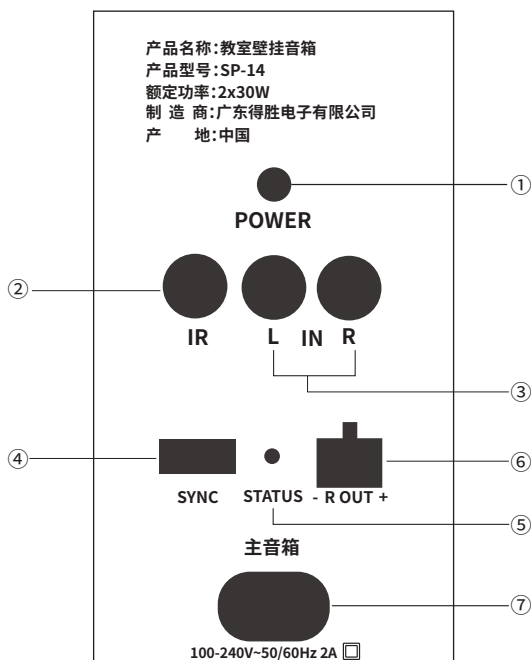 产品名称:教室壁挂音箱
产品型号:SP-14
额定功率:2x30W
制 造 商:广东得胜电子有限公司
产 地:中国
①
POWER
②
IR L IN R
③
④
⑥
SYNC STATUS - R OUT +
⑤
主音箱
⑦
100-240V~50/60Hz 2A